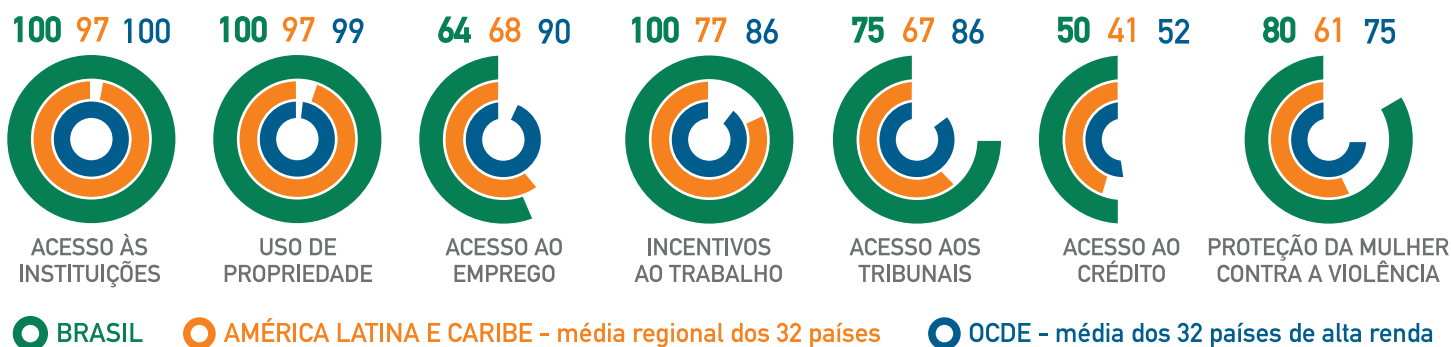 100 97 100
ACESSO ÀS
INSTITUIÇÕES
100 97 99
USO DE
PROPRIEDADE
64 68 90
ACESSO AO
EMPREGO
100 77 86
INCENTIVOS
AO TRABALHO
75 67 86
ACESSO AOS
TRIBUNAIS
50 41 52
ACESSO AO
CRÉDITO
80 61 75
PROTEÇÃO DA MULHER
CONTRA A VIOLÊNCIA
BRASIL
AMÉRICA LATINA E CARIBE - média regional dos 32 países
OCDE - média dos 32 países de alta renda